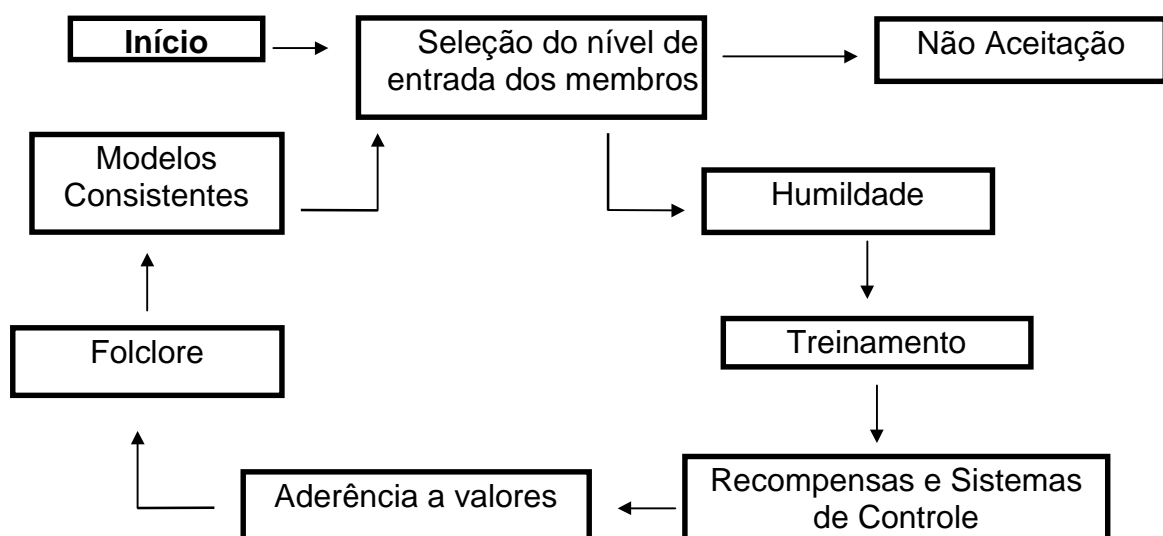 Início
Seleção do nível de
entrada dos membros
Não Aceitação
Modelos
Consistentes
Humildade
Folclore
Treinamento
Aderência a valores
Recompensas e Sistemas
de Controle